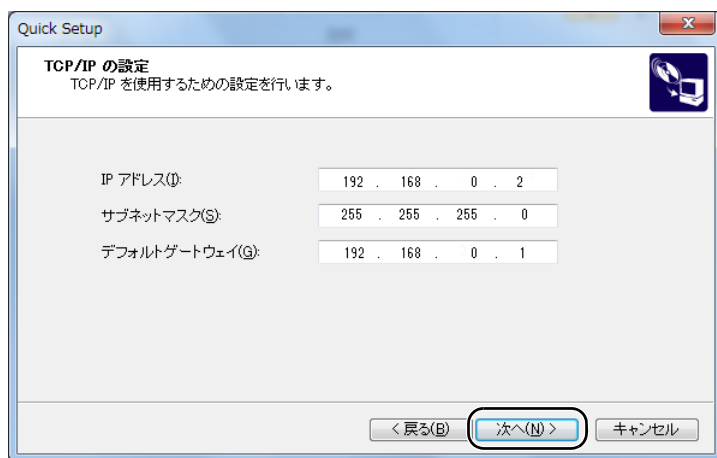 Quick Setup
TCP/IP の設定
TCP/IP を使用するための設定を行います。
IP アドレス(I): 192 . 168 . 0 . 2
サブネットマスク(S): 255 . 255 . 255 . 0
デフォルトゲートウェイ(G): 192 . 168 . 0 . 1
< 戻る(B) 次へ(N) > キャンセル